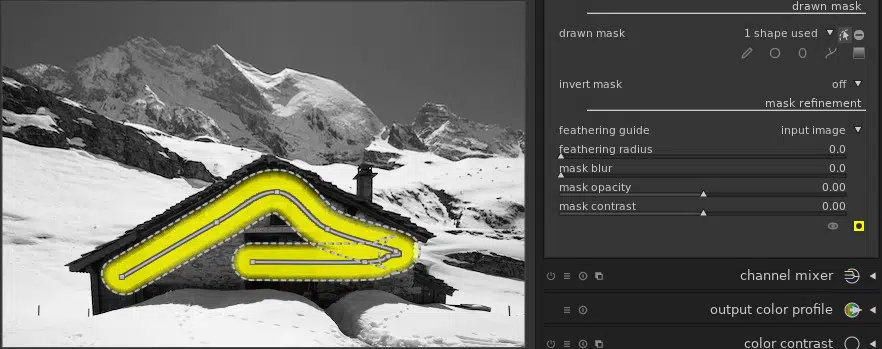 drawn mask
drawn mask 1 shape used
invert mask off
mask refinement
feathering guide input image
feathering radius 0.0
mask blur 0.0
mask opacity 0.00
mask contrast 0.00
channel mixer
output color profile
color contrast